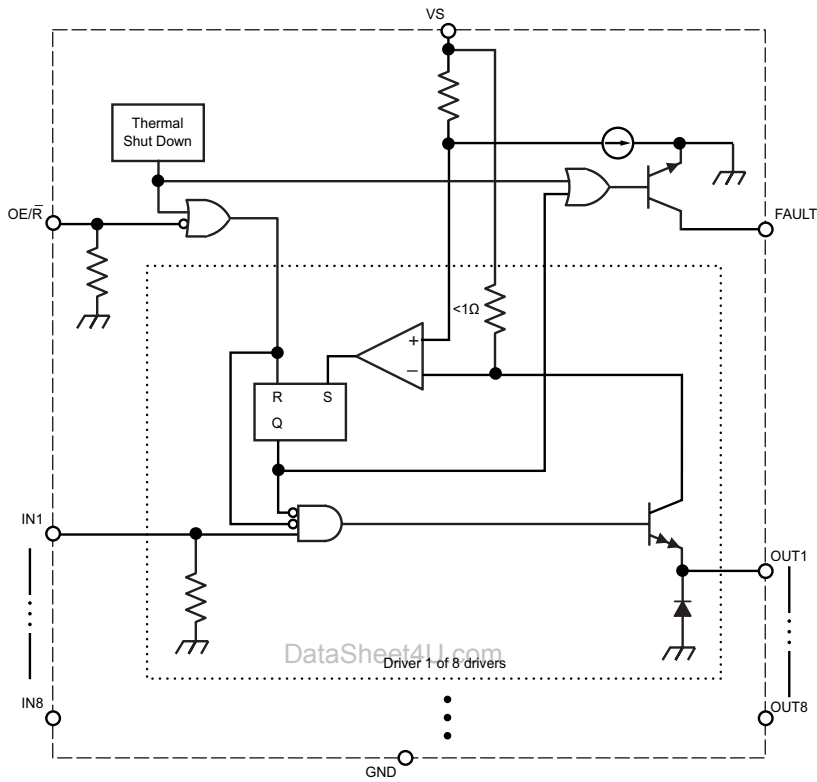 VS
Thermal
Shut Down
OE/R̅
FAULT
<1Ω
+
−
R S
Q
IN1
OUT1
DataSheet4U.com
Driver 1 of 8 drivers
IN8
OUT8
GND